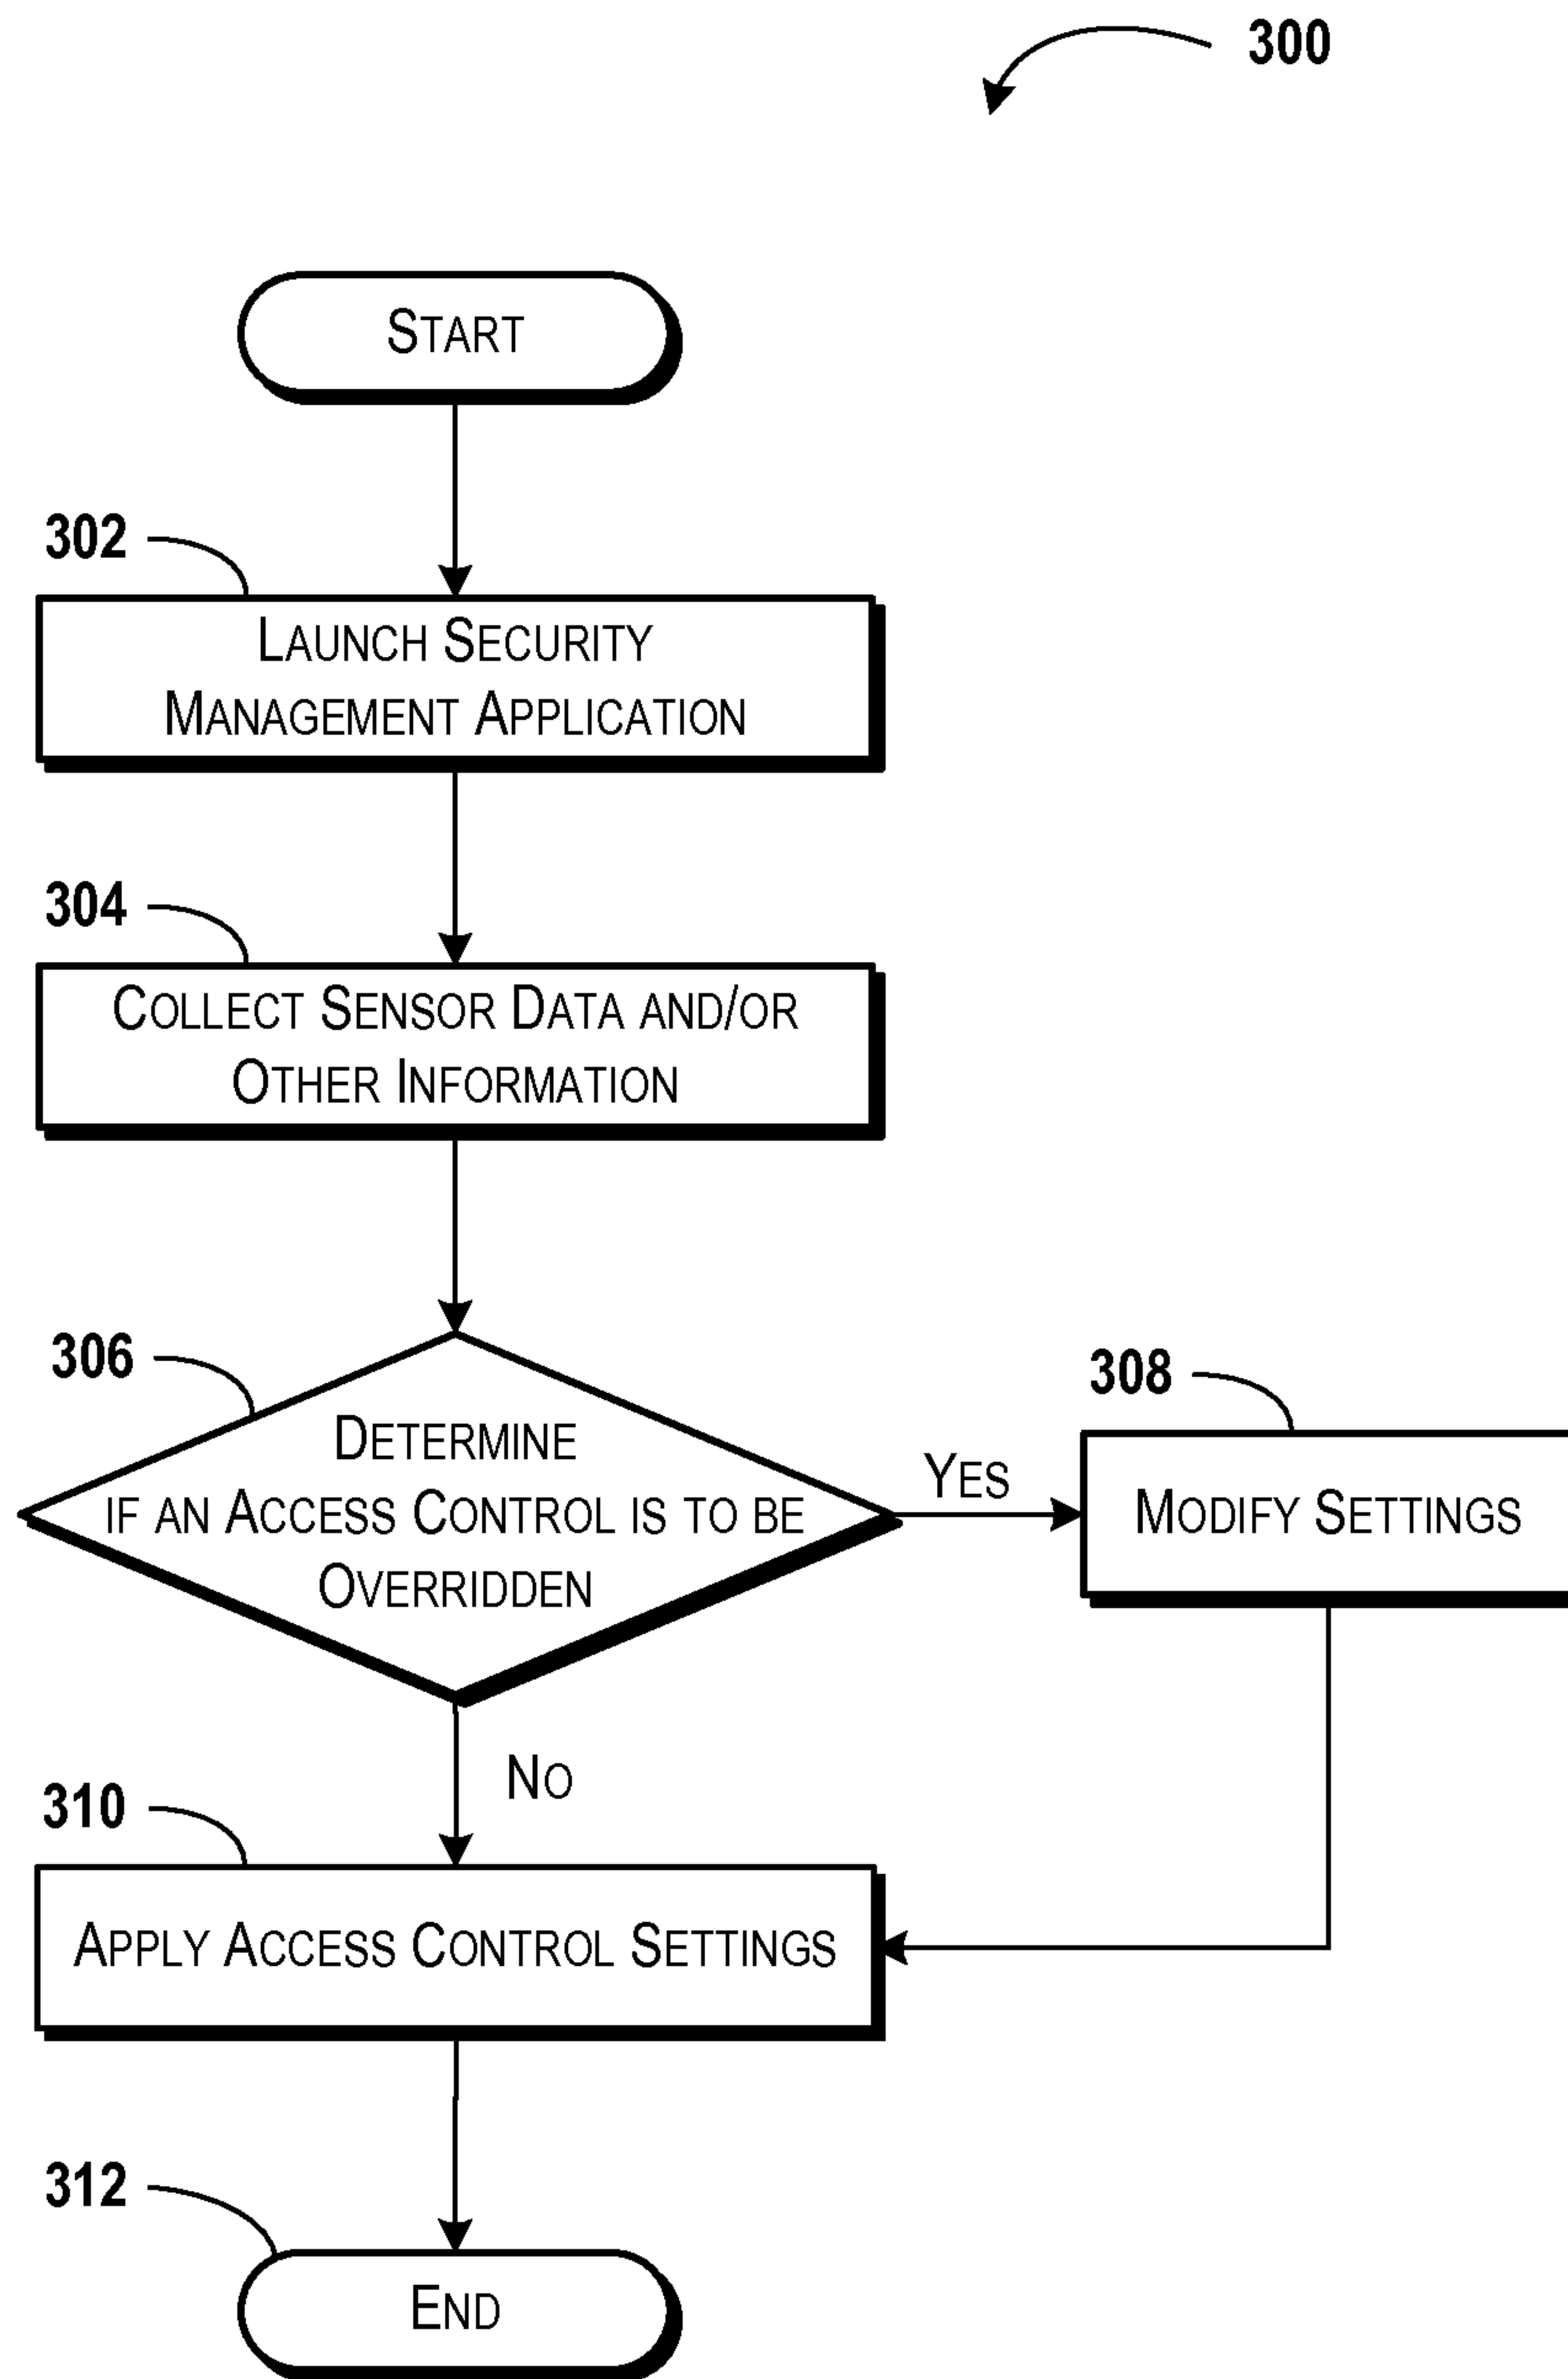 300
START
302
LAUNCH SECURITY
MANAGEMENT APPLICATION
304
COLLECT SENSOR DATA AND/OR
OTHER INFORMATION
306
DETERMINE
IF AN ACCESS CONTROL IS TO BE
OVERRIDDEN
YES
308
MODIFY SETTINGS
NO
310
APPLY ACCESS CONTROL SETTINGS
312
END